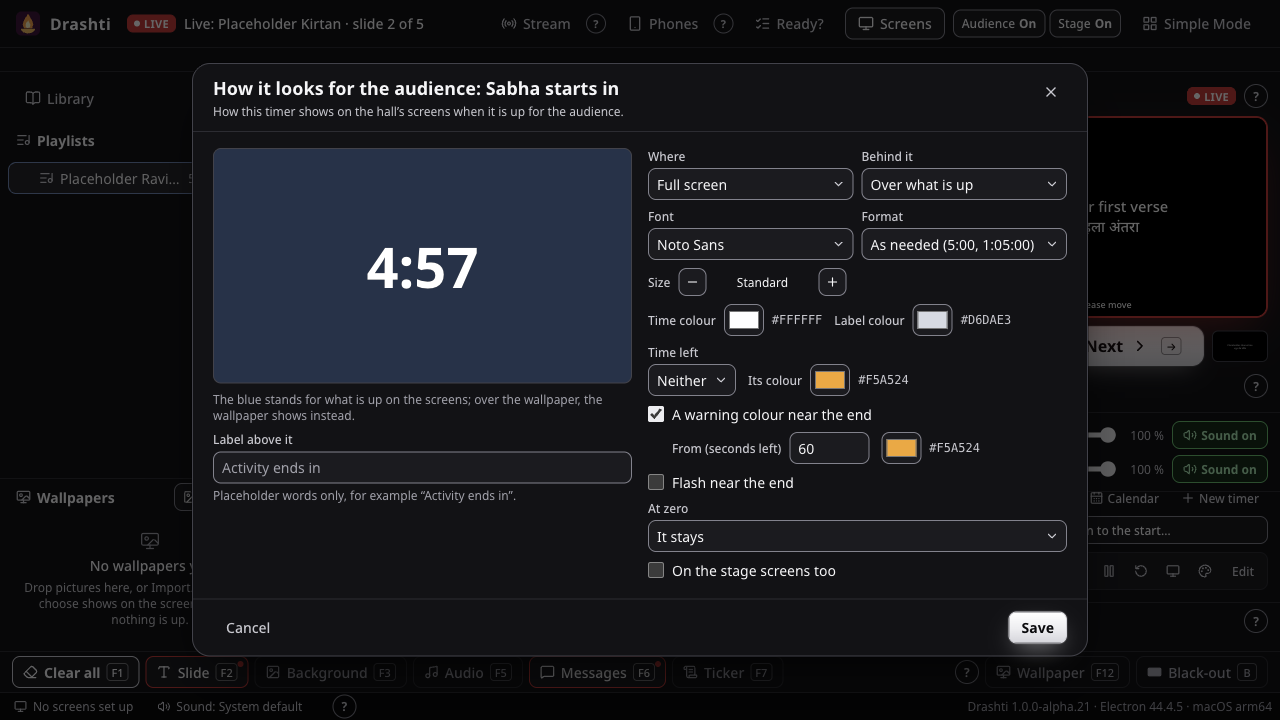 Drashti
LIVE
Live: Placeholder Kirtan · slide 2 of 5
Stream
?
Phones
?
Ready?
Screens
Audience On
Stage On
Simple Mode
Library
Playlists
Placeholder Ravi...
LIVE
?
How it looks for the audience: Sabha starts in
How this timer shows on the hall’s screens when it is up for the audience.
4:57
The blue stands for what is up on the screens; over the wallpaper, the
wallpaper shows instead.
Label above it
Activity ends in
Placeholder words only, for example “Activity ends in”.
Where
Behind it
Full screen
Over what is up
Font
Format
Noto Sans
As needed (5:00, 1:05:00)
Size
Standard
Time colour
#FFFFFF
Label colour
#D6DAE3
Time left
Neither
Its colour
#F5A524
A warning colour near the end
From (seconds left)
60
#F5A524
Flash near the end
At zero
It stays
On the stage screens too
Cancel
Save
first verse
अंतरा
ease move
Next
?
100 %
Sound on
100 %
Sound on
Calendar
New timer
to the start...
Edit
?
Wallpapers
No wallpapers
Drop pictures here, or Import
choose shows on the
nothing is up.
Clear all F1
Slide F2
Background F3
Audio F5
Messages F6
Ticker F7
?
Wallpaper F12
Black-out B
No screens set up
Sound: System default
?
Drashti 1.0.0-alpha.21 · Electron 44.4.5 · macOS arm64